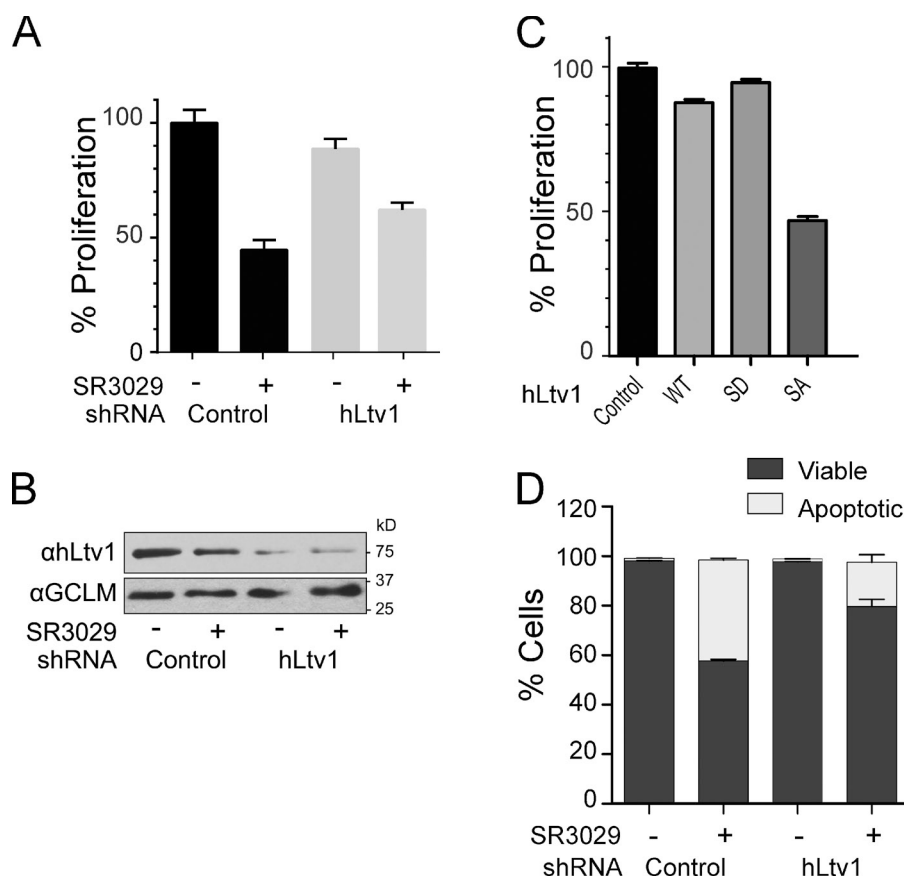 A
% Proliferation
100
50
0
SR3029 - + - +
shRNA Control hLtv1
B
kD
αhLtv1 75
αGCLM 37
25
SR3029 - + - +
shRNA Control hLtv1
C
% Proliferation
100
50
0
hLtv1 Control WT SD SA
D
Viable
Apoptotic
% Cells
120
100
80
60
40
20
0
SR3029 - + - +
shRNA Control hLtv1